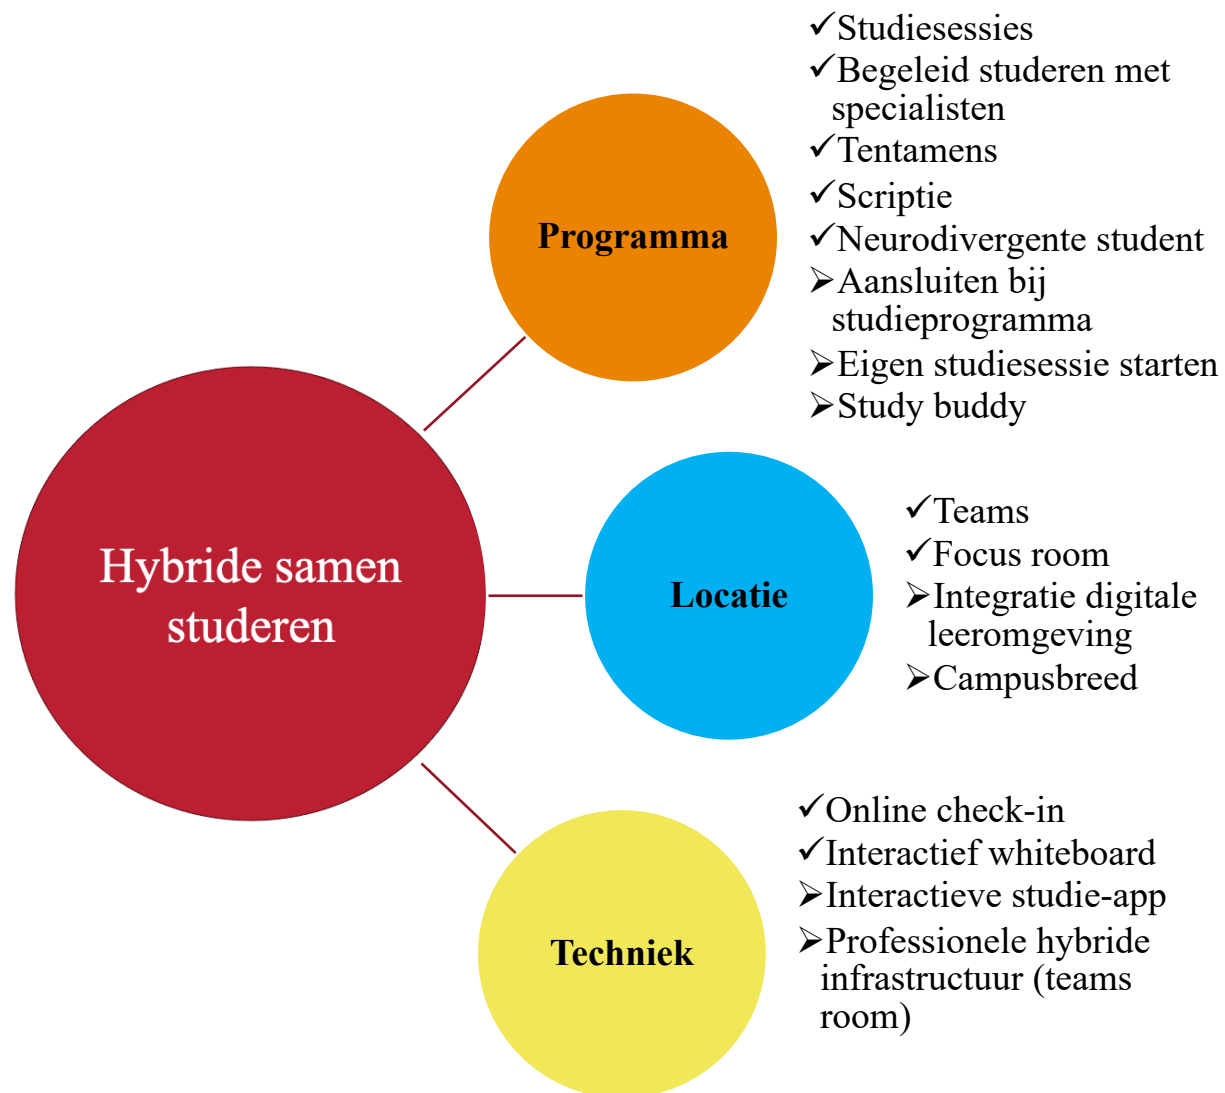 Hybride samen
studeren
Programma
✓Studiesessies
✓Begeleid studeren met
specialisten
✓Tentamens
✓Scriptie
✓Neurodivergente student
➢Aansluiten bij
studieprogramma
➢Eigen studiesessie starten
➢Study buddy
Locatie
✓Teams
✓Focus room
➢Integratie digitale
leeromgeving
➢Campusbreed
Techniek
✓Online check-in
✓Interactief whiteboard
➢Interactieve studie-app
➢Professionele hybride
infrastructuur (teams
room)